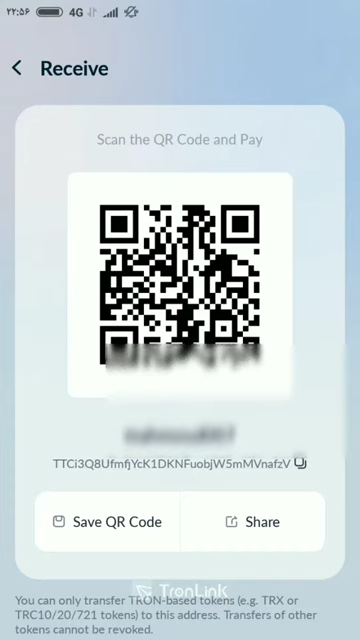 ۲۲:۵۶ 4G
Receive
Scan the QR Code and Pay
TTCi3Q8UfmfjYcK1DKNFuobjW5mMVnafzV
Save QR Code
Share
TronLink
You can only transfer TRON-based tokens (e.g. TRX or
TRC10/20/721 tokens) to this address. Transfers of other
tokens cannot be revoked.